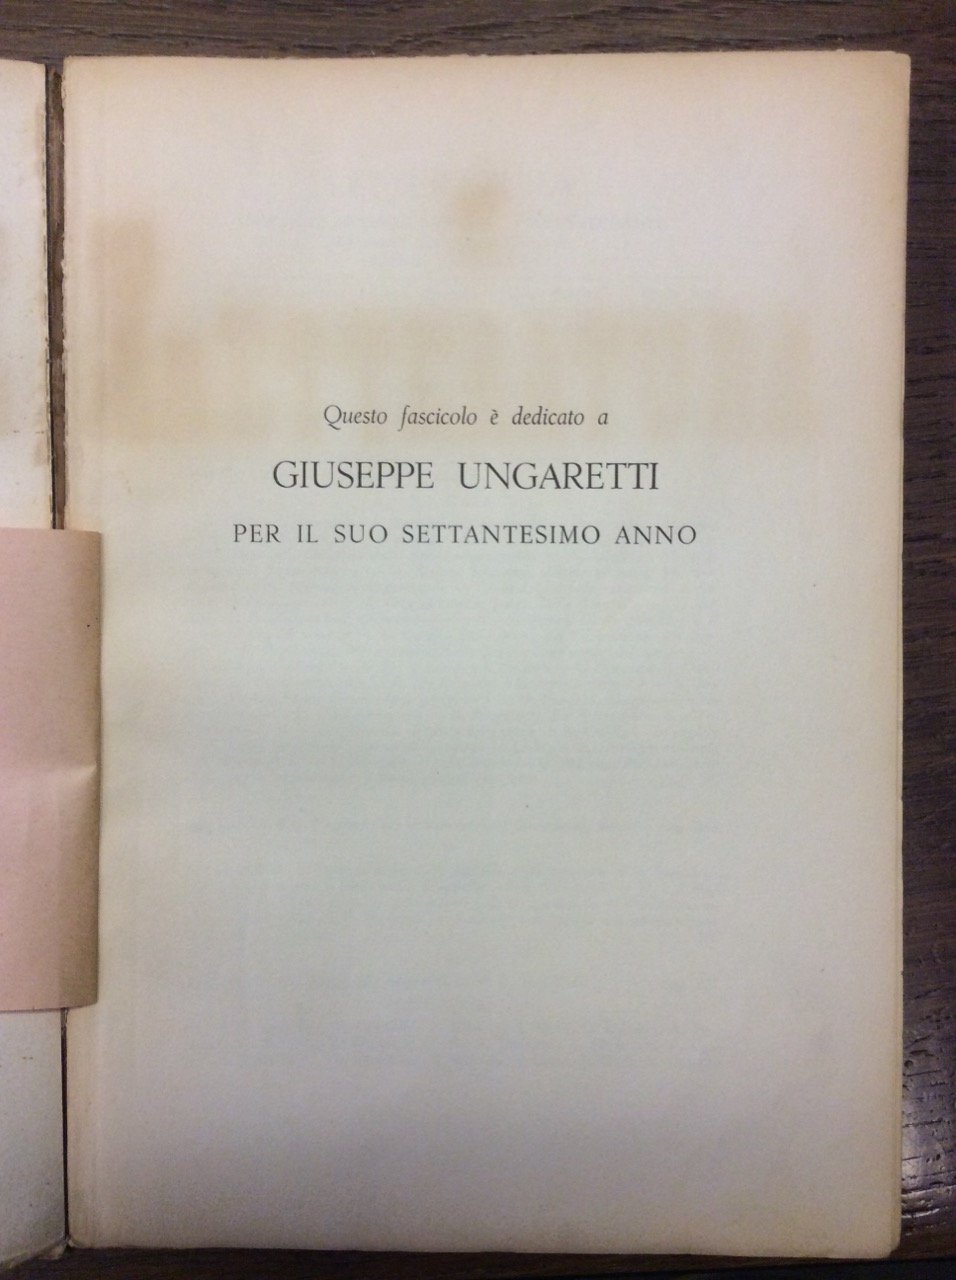 Questo fascicolo è dedicato a
GIUSEPPE UNGARETTI
PER IL SUO SETTANTESIMO ANNO